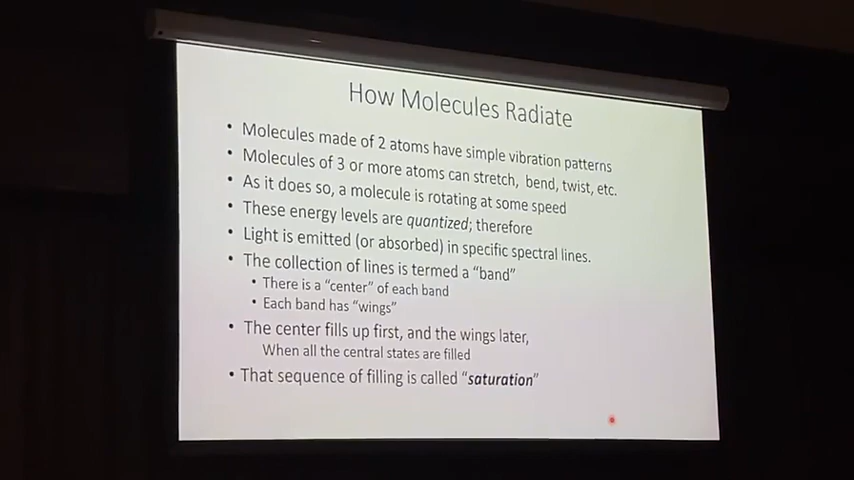 How Molecules Radiate
• Molecules made of 2 atoms have simple vibration patterns
• Molecules of 3 or more atoms can stretch, bend, twist, etc.
• As it does so, a molecule is rotating at some speed
• These energy levels are quantized; therefore
• Light is emitted (or absorbed) in specific spectral lines.
• The collection of lines is termed a “band”
• There is a “center” of each band
• Each band has “wings”
• The center fills up first, and the wings later,
When all the central states are filled
• That sequence of filling is called “saturation”